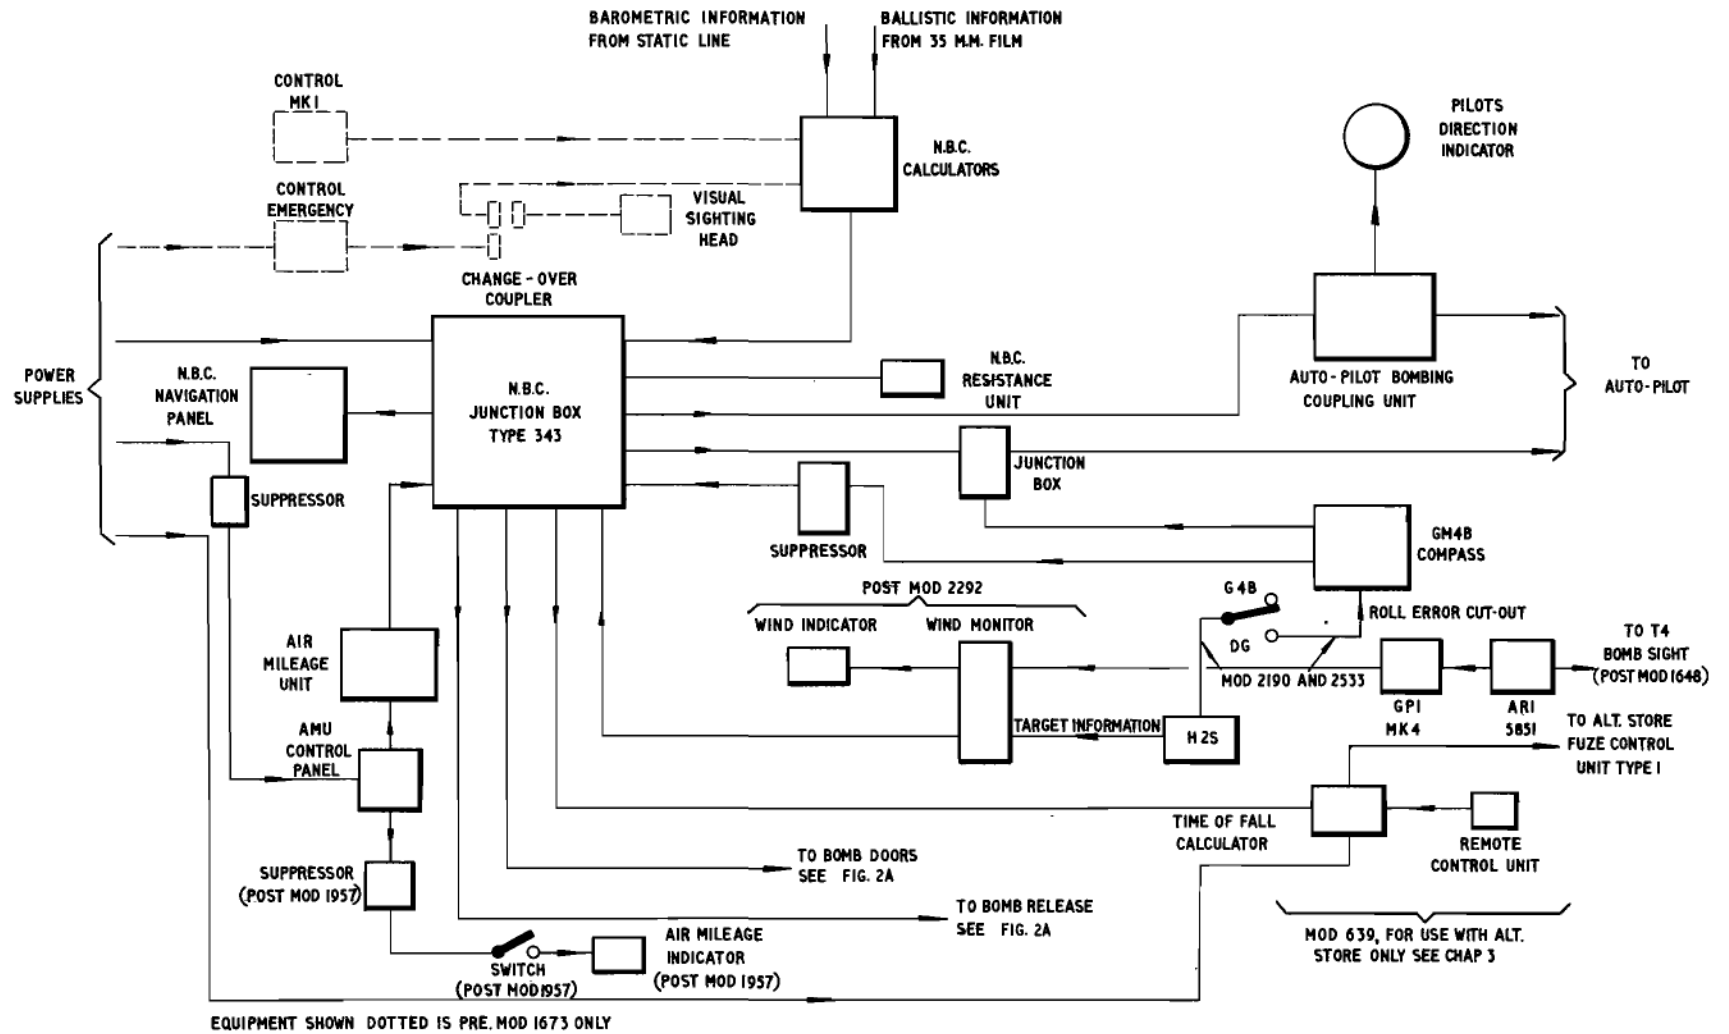 BAROMETRIC INFORMATION
FROM STATIC LINE
BALLISTIC INFORMATION
FROM 35 M.M. FILM
CONTROL
MK I
N.B.C.
CALCULATORS
PILOTS
DIRECTION
INDICATOR
CONTROL
EMERGENCY
VISUAL
SIGHTING
HEAD
CHANGE-OVER
COUPLER
POWER
SUPPLIES
N.B.C.
NAVIGATION
PANEL
N.B.C.
JUNCTION BOX
TYPE 343
N.B.C.
RESISTANCE
UNIT
AUTO-PILOT BOMBING
COUPLING UNIT
TO
AUTO-PILOT
SUPPRESSOR
JUNCTION
BOX
SUPPRESSOR
GM4B
COMPASS
POST MOD 2292
WIND INDICATOR
WIND MONITOR
G4B
DG
ROLL ERROR CUT-OUT
MOD 2190 AND 2533
TO T4
BOMB SIGHT
(POST MOD 1648)
AIR
MILEAGE
UNIT
GPI
MK4
ARI
5851
TARGET INFORMATION
H2S
TO ALT. STORE
FUZE CONTROL
UNIT TYPE I
AMU
CONTROL
PANEL
TIME OF FALL
CALCULATOR
REMOTE
CONTROL UNIT
SUPPRESSOR
(POST MOD 1957)
TO BOMB DOORS
SEE FIG. 2A
TO BOMB RELEASE
SEE FIG. 2A
SWITCH
(POST MOD 1957)
AIR MILEAGE
INDICATOR
(POST MOD 1957)
MOD 639, FOR USE WITH ALT.
STORE ONLY SEE CHAP 3
EQUIPMENT SHOWN DOTTED IS PRE. MOD 1673 ONLY